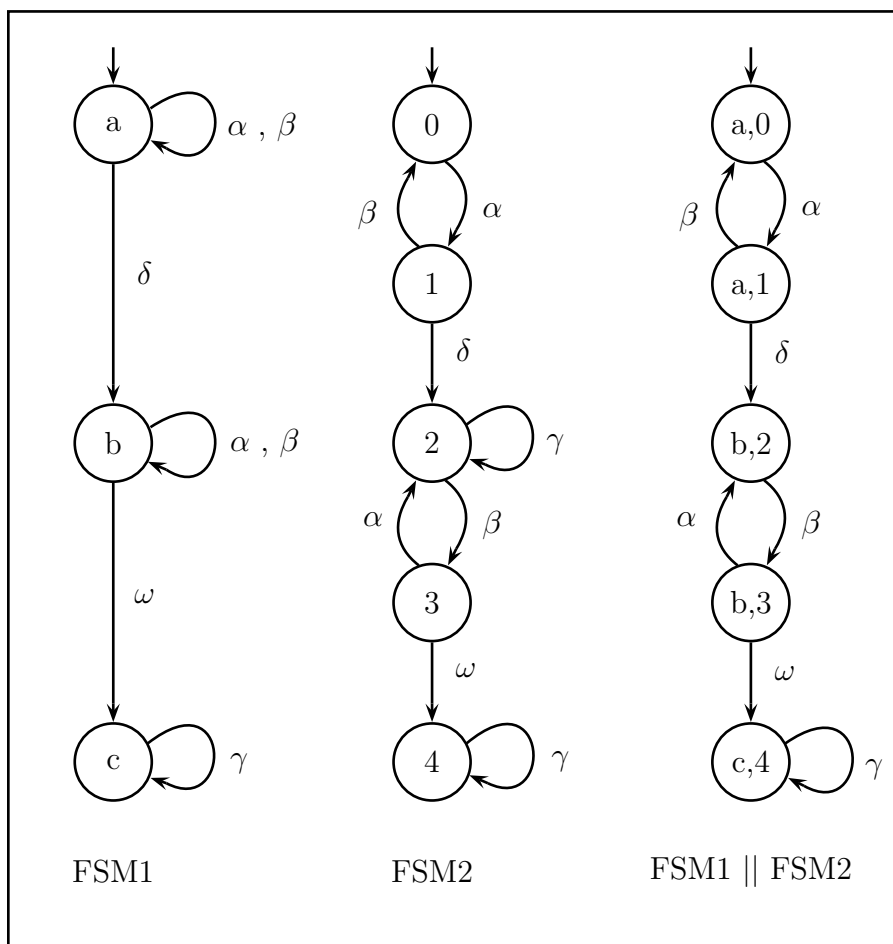 a
α , β
δ
b
α , β
ω
c
γ
FSM1
0
β
α
1
δ
2
γ
α
β
3
ω
4
γ
FSM2
a,0
β
α
a,1
δ
b,2
α
β
b,3
ω
c,4
γ
FSM1 || FSM2